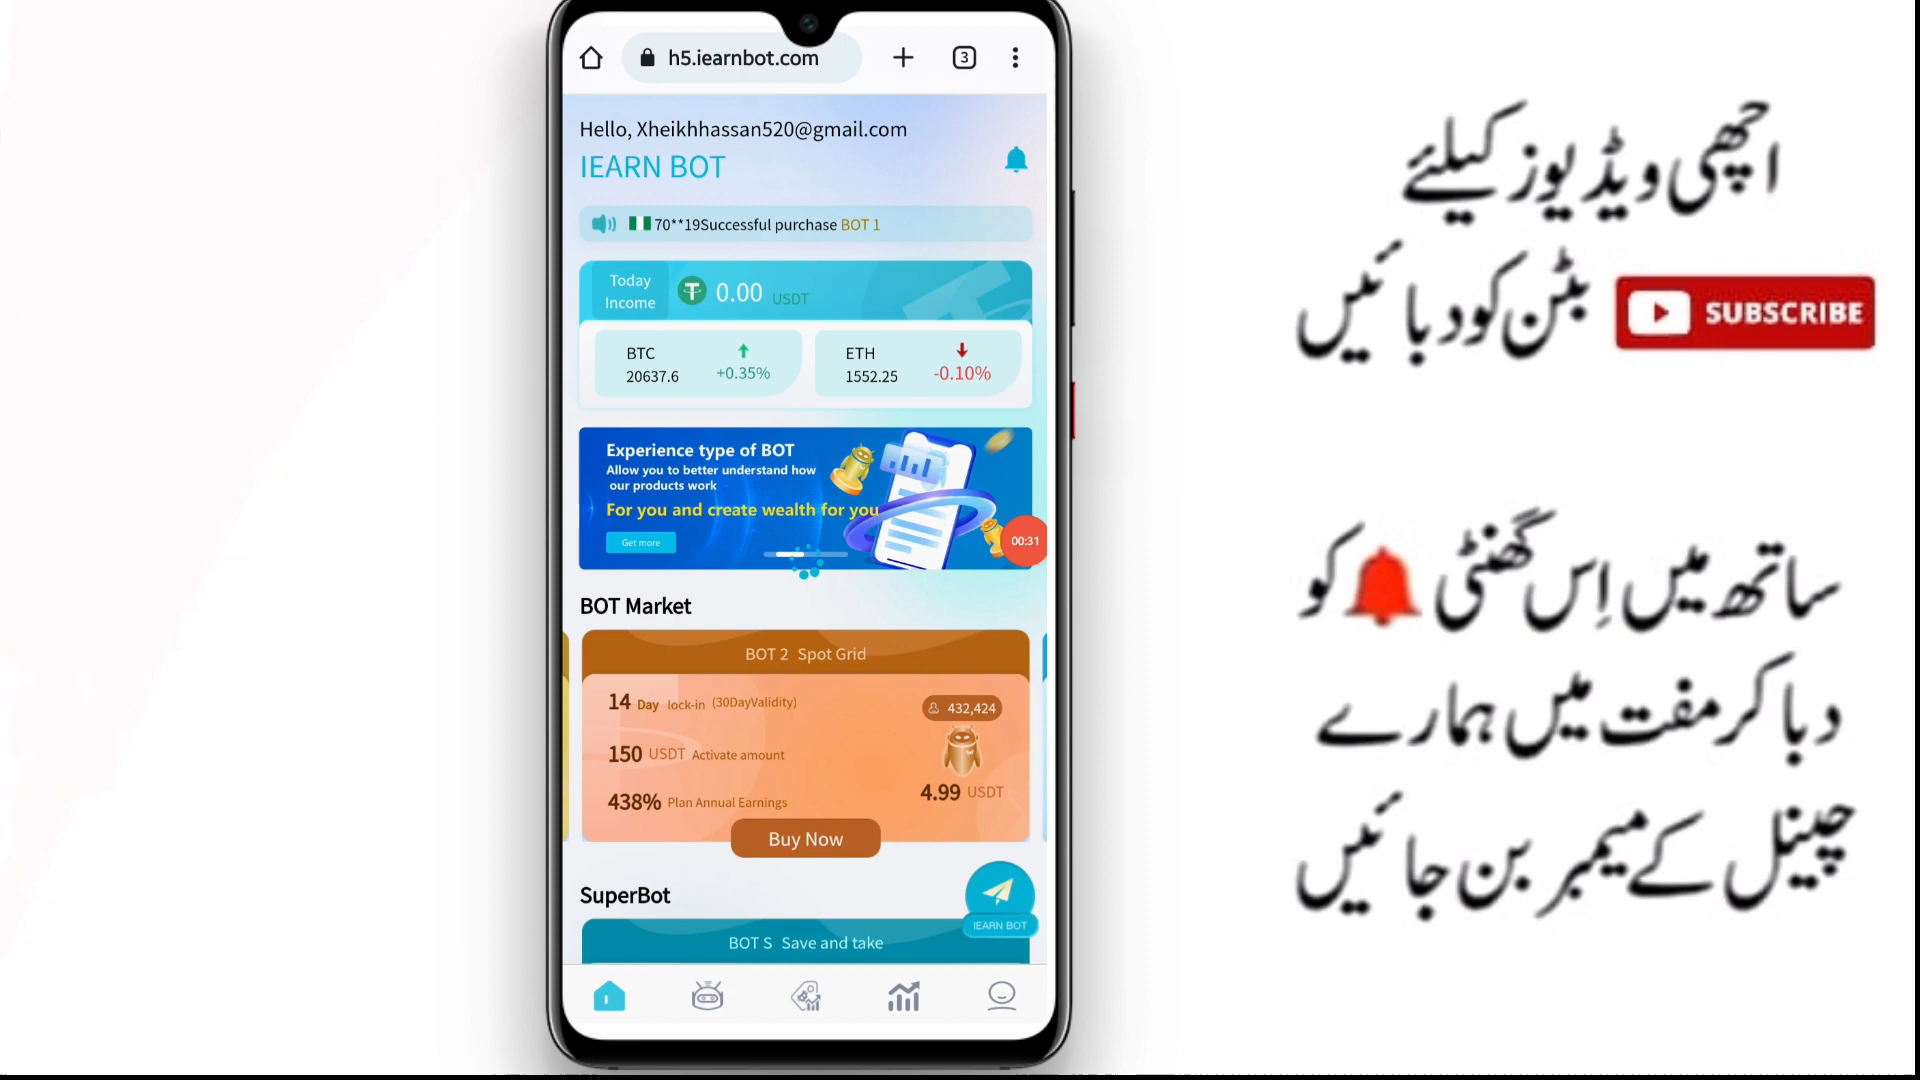 h5.iearnbot.com
3
Hello, Xheikhhassan520@gmail.com
IEARN BOT
70**19Successful purchase BOT 1
Today Income
0.00 USDT
BTC
20637.6
+0.35%
ETH
1552.25
-0.10%
Experience type of BOT
Allow you to better understand how
our products work
For you and create wealth for you
Get more
00:31
BOT Market
BOT 2 Spot Grid
14 Day lock-in (30DayValidity)
432,424
150 USDT Activate amount
4.99 USDT
438% Plan Annual Earnings
Buy Now
SuperBot
IEARN BOT
BOT S Save and take
اچھی ویڈیوز کیلئے
SUBSCRIBE بٹن کو دبائیں
ساتھ میں اِس گھنٹی کو
دبا کر مفت میں ہمارے
چینل کے میمبر بن جائیں